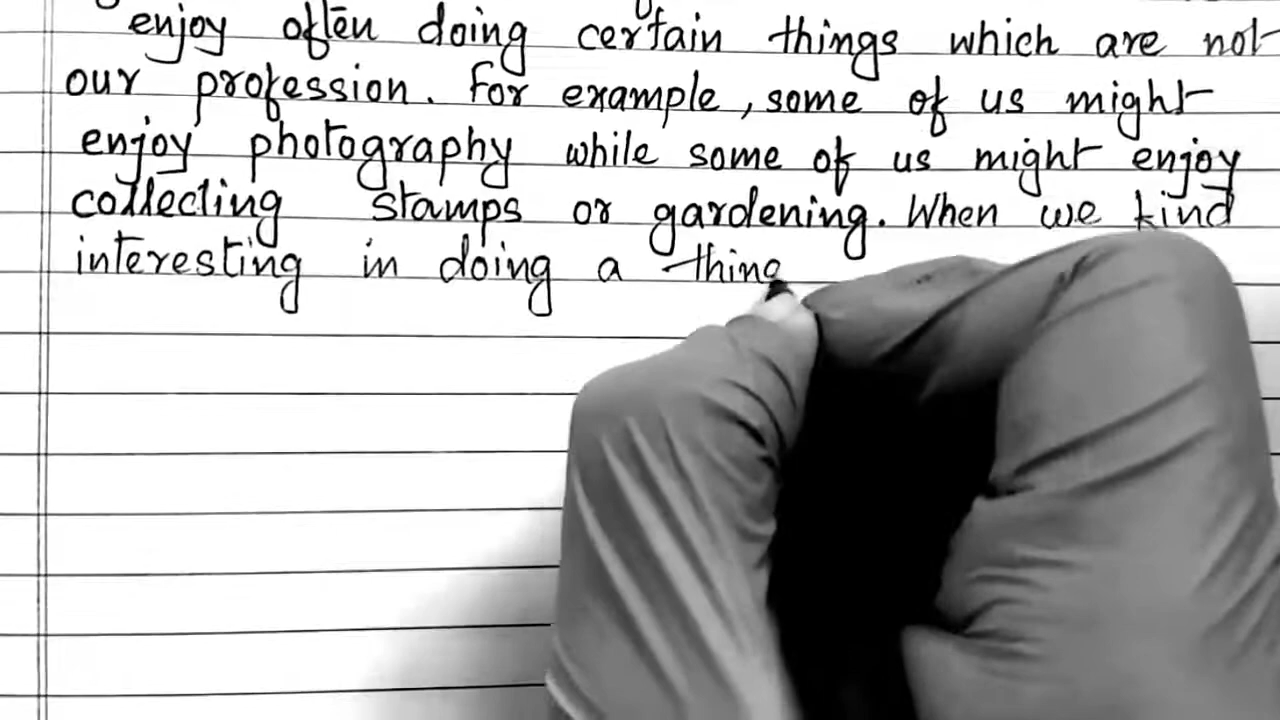 enjoy often doing certain things which are not
our profession. For example, some of us might
enjoy photography while some of us might enjoy
collecting stamps or gardening. When we kind
interesting in doing a thing